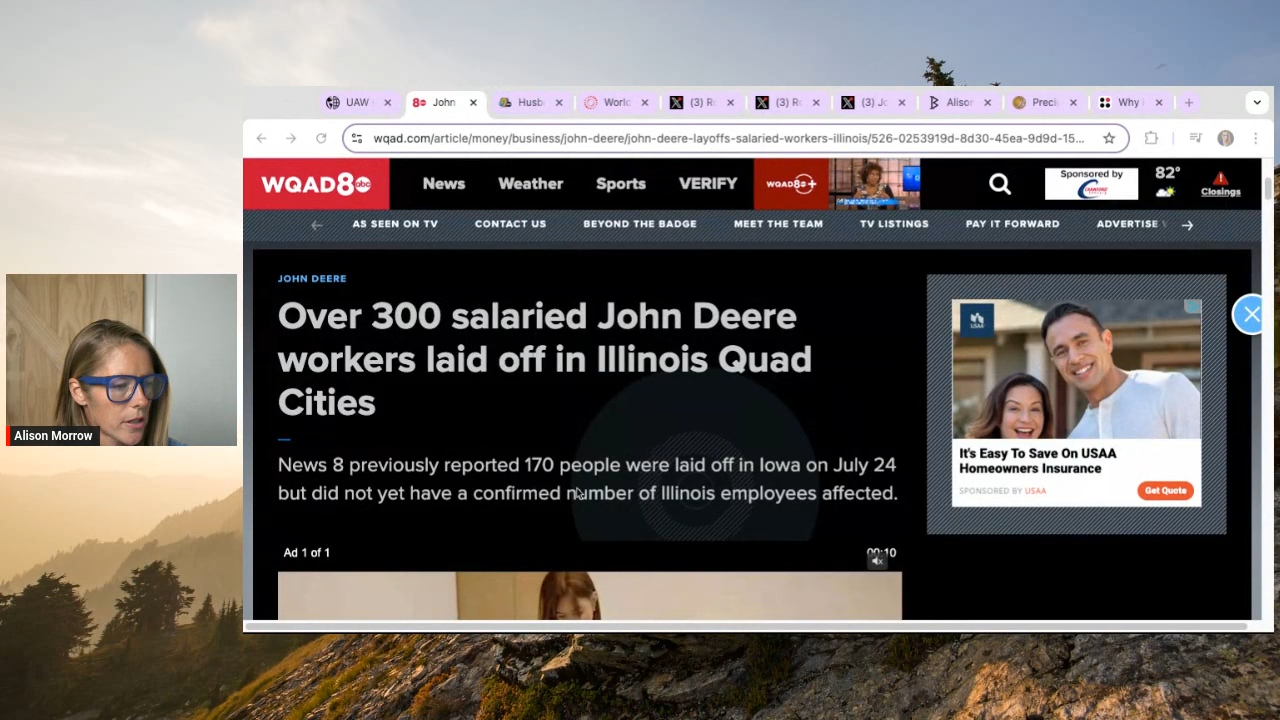 UAW
John
Husb
World
(3) R
(3) R
(3) Jo
Alison
Preci
Why
wqad.com/article/money/business/john-deere/john-deere-layoffs-salaried-workers-illinois/526-0253919d-8d30-45ea-9d9d-15...
WQAD8 abc
News
Weather
Sports
VERIFY
WQAD8+
Sponsored by
CRAWFORD
82°
Closings
AS SEEN ON TV
CONTACT US
BEYOND THE BADGE
MEET THE TEAM
TV LISTINGS
PAY IT FORWARD
ADVERTISE
JOHN DEERE
Over 300 salaried John Deere
workers laid off in Illinois Quad
Cities
News 8 previously reported 170 people were laid off in Iowa on July 24
but did not yet have a confirmed number of Illinois employees affected.
Ad 1 of 1
00:10
USAA
It's Easy To Save On USAA
Homeowners Insurance
SPONSORED BY USAA
Get Quote
Alison Morrow